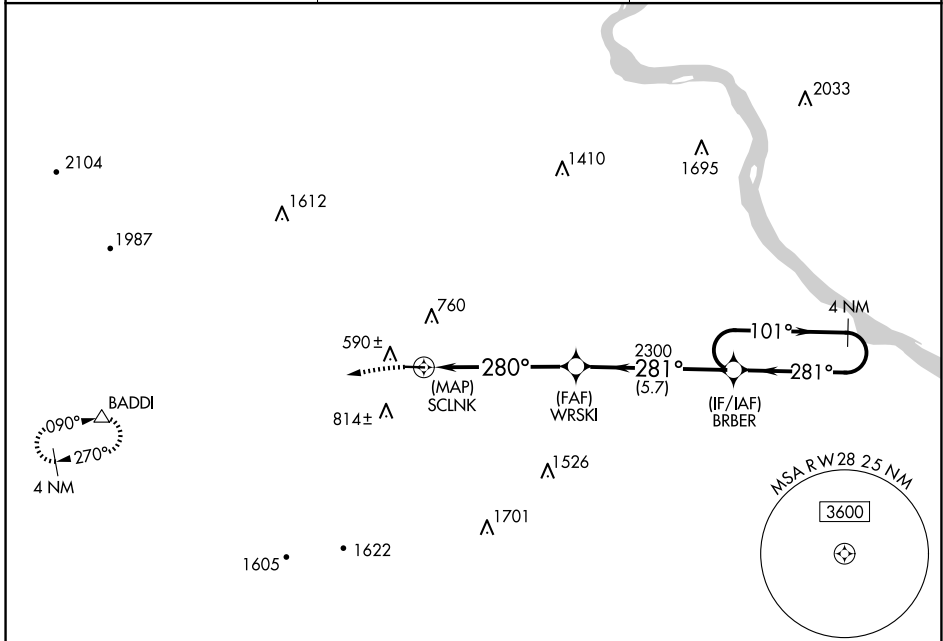 2033
2104
1410
1695
1612
1987
760
4 NM
101°
590±
2300
280°
281°
281°
(5.7)
(MAP)
SCLNK
(FAF)
WRSKI
(IF/IAF)
BRBER
BADDI
090°
814±
270°
4 NM
1526
MSA RW28 25 NM
3600
1701
1622
1605